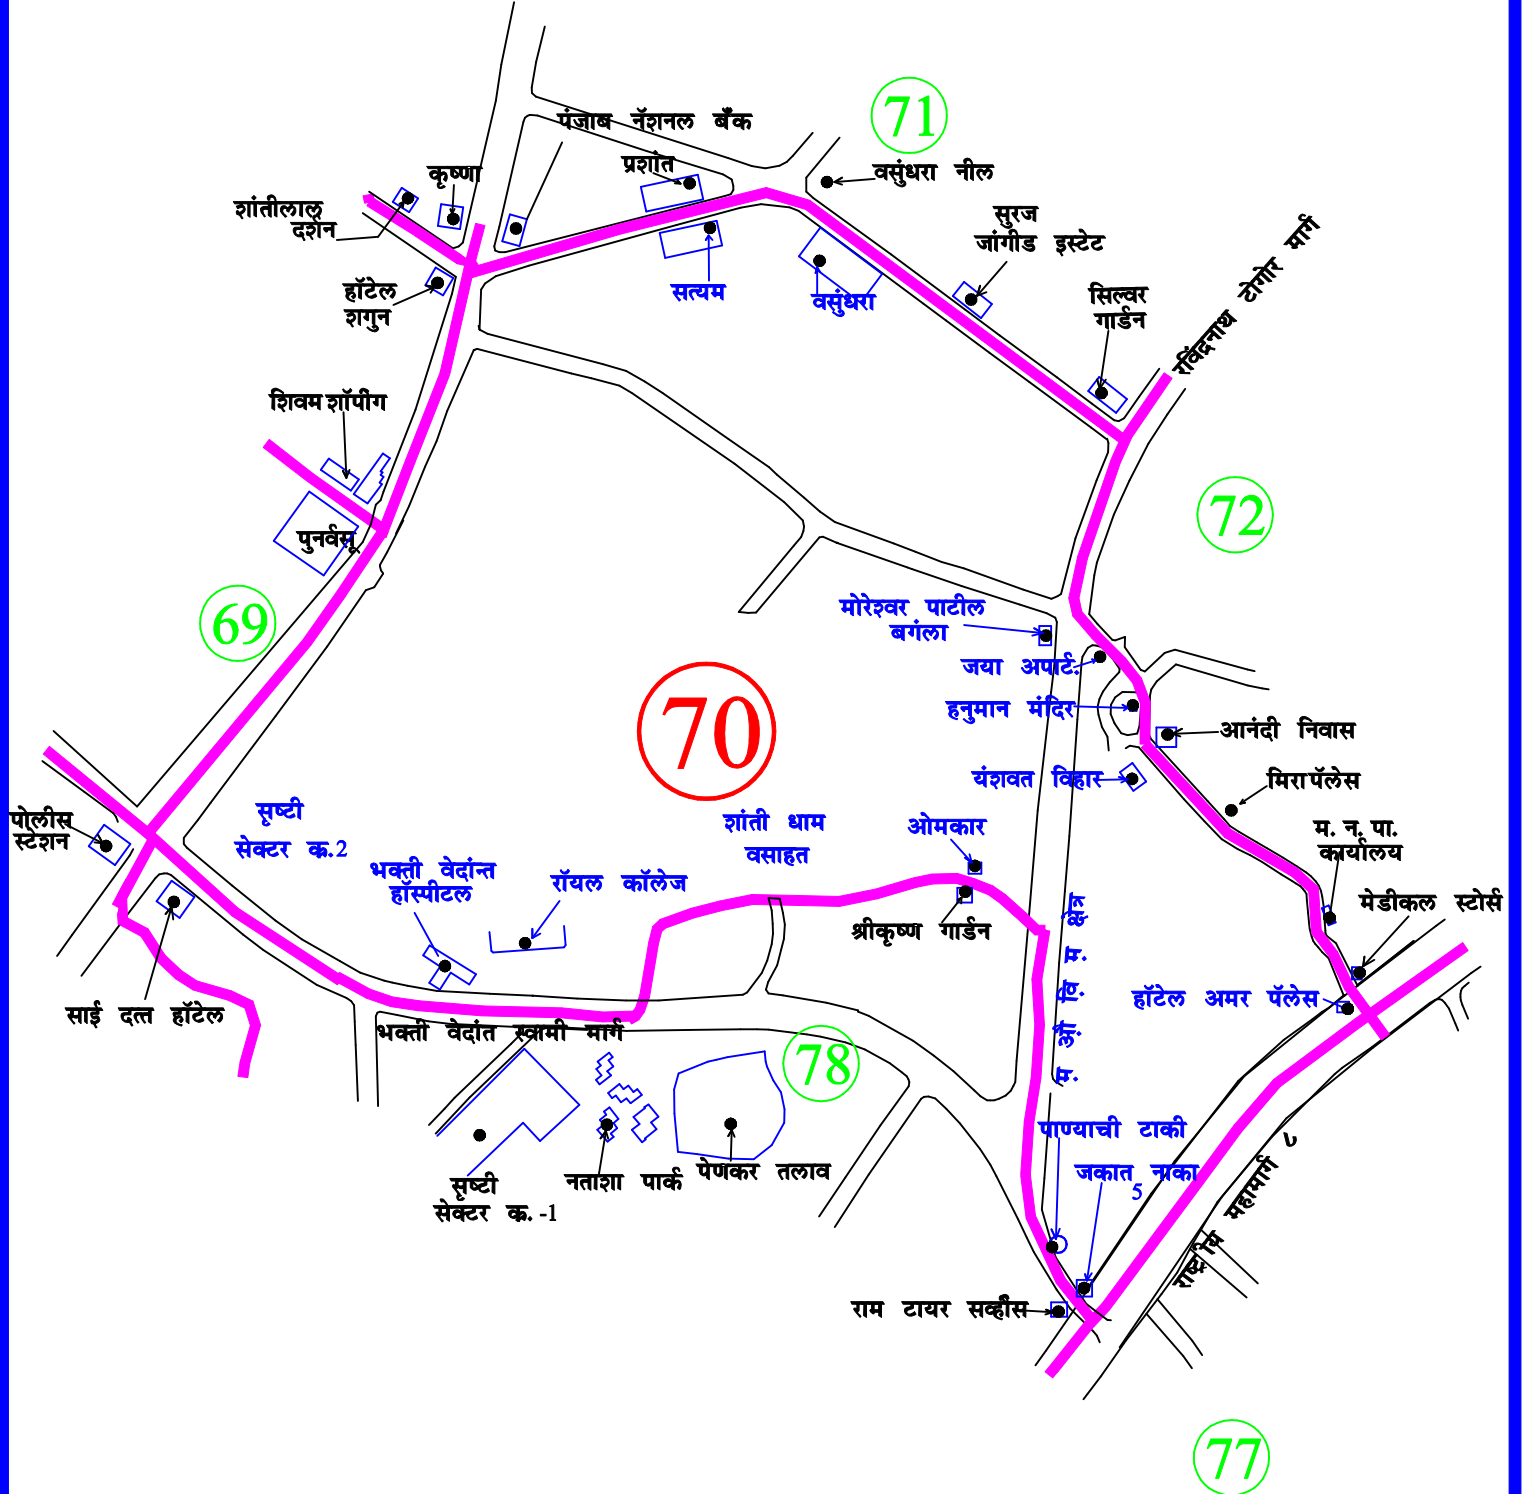 71
पंजाब नॅशनल बँक
प्रशांत
कृष्णा
वसुंधरा नील
शांतीलाल
दर्शन
सुरज
जांगीड इस्टेट
हॉटेल
शगुन
सत्यम
वसुंधरा
सिल्वर
गार्डन
रविंद्रनाथ टोगोर मार्ग
शिवम शॉपींग
पुनर्वसू
72
69
मोरेश्वर पाटील
बगंला
जया अपार्ट.
70
हनुमान मंदिर
आनंदी निवास
यंशवत विहार
मिरा पॅलेस
पोलीस
स्टेशन
सृष्टी
सेक्टर क्र.2
शांती धाम
वसाहत
ओमकार
म. न. पा.
कार्यालय
भक्ती वेदांन्त
हॉस्पीटल
रॉयल कॉलेज
श्रीकृष्ण गार्डन
मेडीकल स्टोर्स
म. औ. वि. म. क्षेत्र
हॉटेल अमर पॅलेस
साई दत्त हॉटेल
भक्ती वेदांत स्वामी मार्ग
78
पाण्याची टाकी
जकात नाका
5
सृष्टी
सेक्टर क्र. -1
नताशा पार्क
पेणकर तलाव
राष्ट्रीय महामार्ग ८
राम टायर सर्व्हीस
77